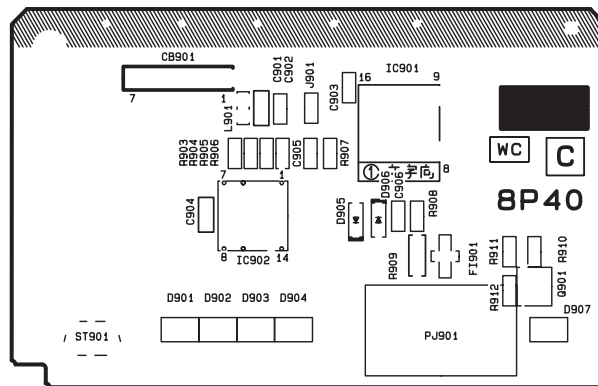 CB901
7
1
L901
C901
C902
J901
C903
IC901
16
9
8
WC
C
8P40
R903
R904
R905
R906
C905
R907
7
1
8
14
IC902
C904
D905
D906
C906
R908
R909
FI901
R911
R910
R912
Q901
D907
PJ901
D901
D902
D903
D904
ST901